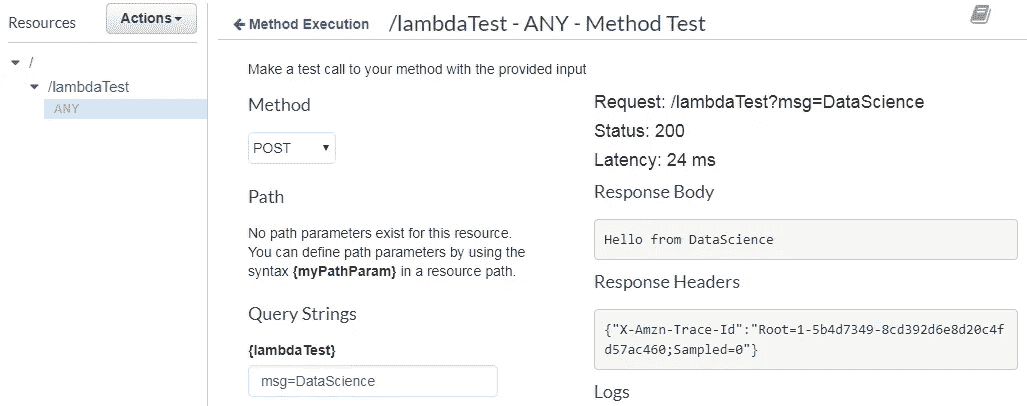 Resources
Actions
/
/lambdaTest
ANY
Method Execution
/lambdaTest - ANY - Method Test
Make a test call to your method with the provided input
Method
POST
Path
No path parameters exist for this resource.
You can define path parameters by using the
syntax {myPathParam} in a resource path.
Query Strings
{lambdaTest}
msg=DataScience
Request: /lambdaTest?msg=DataScience
Status: 200
Latency: 24 ms
Response Body
Hello from DataScience
Response Headers
{"X-Amzn-Trace-Id":"Root=1-5b4d7349-8cd392d6e8d20c4f
d57ac460;Sampled=0"}
Logs